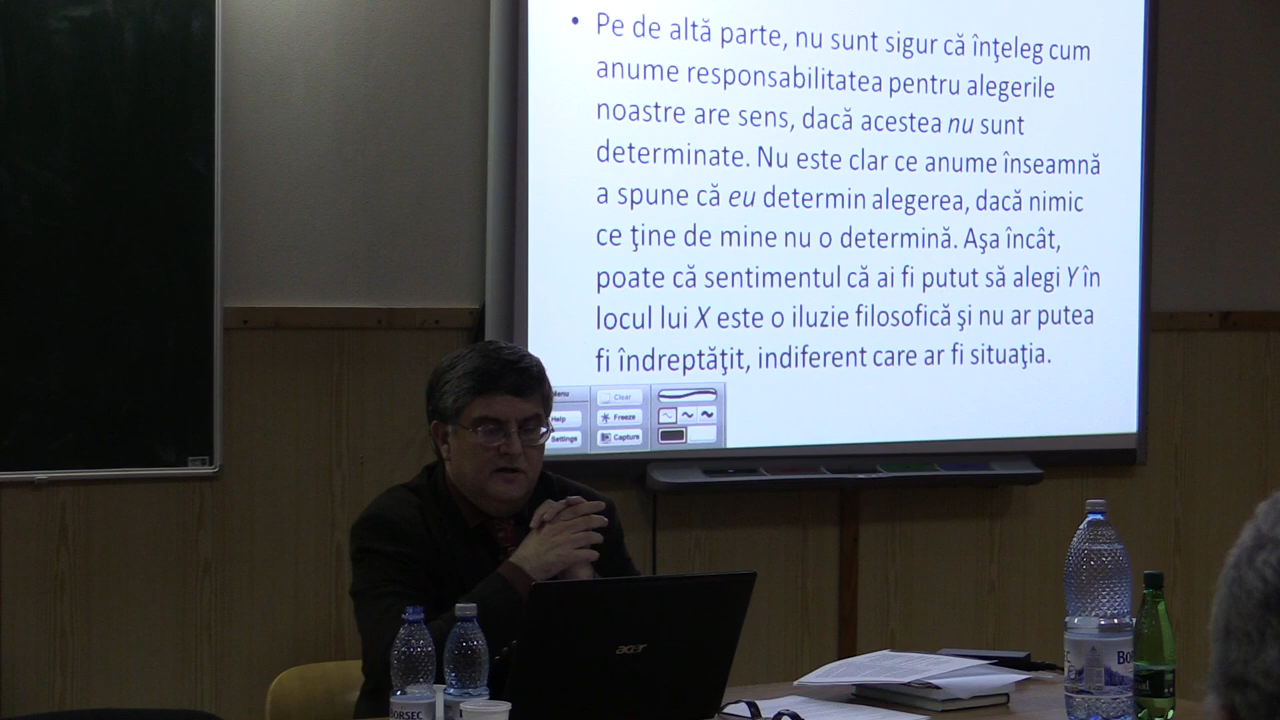 • Pe de altă parte, nu sunt sigur că înţeleg cum
anume responsabilitatea pentru alegerile
noastre are sens, dacă acestea nu sunt
determinate. Nu este clar ce anume înseamnă
a spune că eu determin alegerea, dacă nimic
ce ţine de mine nu o determină. Aşa încât,
poate că sentimentul că ai fi putut să alegi Y în
locul lui X este o iluzie filosofică şi nu ar putea
fi îndreptăţit, indiferent care ar fi situaţia.
Menu
Clear
Help
Freeze
Settings
Capture
acer
BORSEC